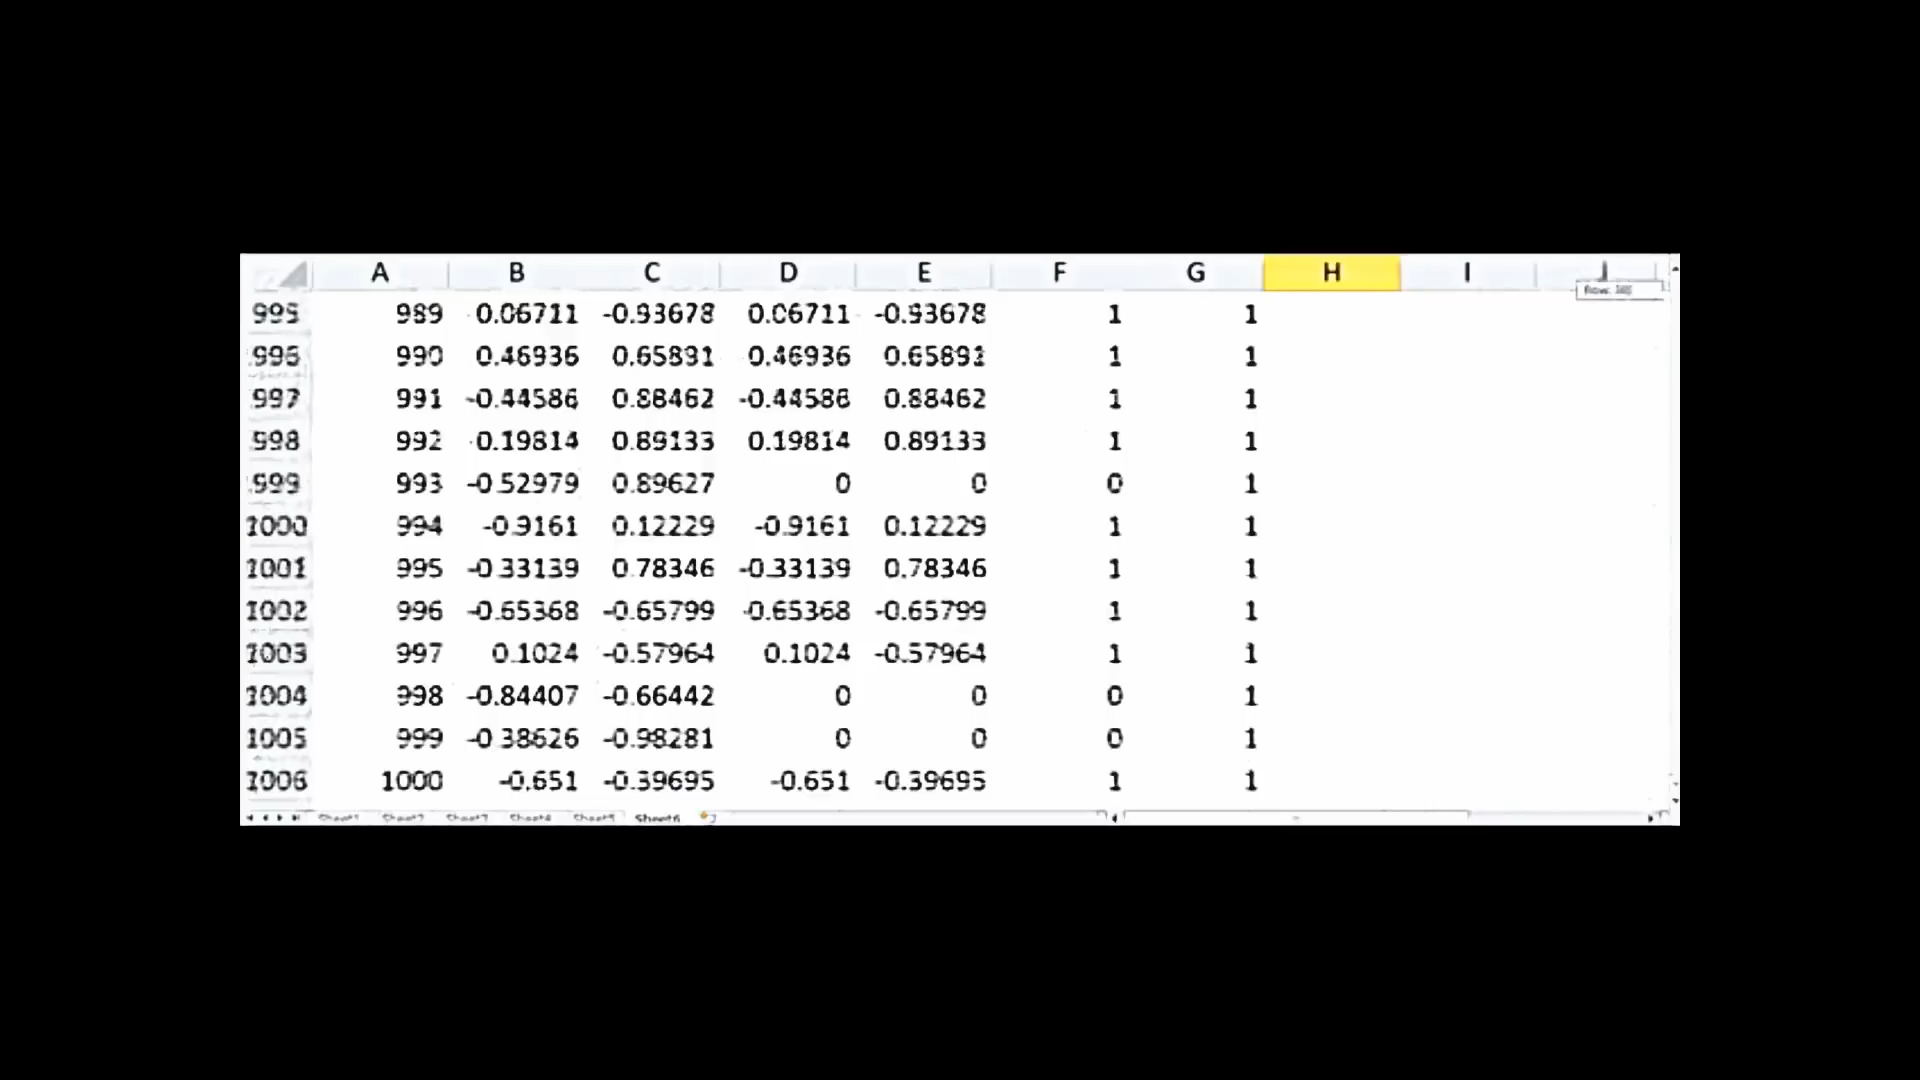 A B C D E F G H I J
995 989 0.06711 -0.93678 0.06711 -0.93678 1 1
996 990 0.46936 0.65891 0.46936 0.65891 1 1
997 991 -0.44586 0.88462 -0.44586 0.88462 1 1
998 992 0.19814 0.89133 0.19814 0.89133 1 1
999 993 -0.52979 0.89627 0 0 0 1
1000 994 -0.9161 0.12229 -0.9161 0.12229 1 1
1001 995 -0.33139 0.78346 -0.33139 0.78346 1 1
1002 996 -0.65368 -0.65799 -0.65368 -0.65799 1 1
1003 997 0.1024 -0.57964 0.1024 -0.57964 1 1
1004 998 -0.84407 -0.66442 0 0 0 1
1005 999 -0.38626 -0.98281 0 0 0 1
1006 1000 -0.651 -0.39695 -0.651 -0.39695 1 1
Sheet6